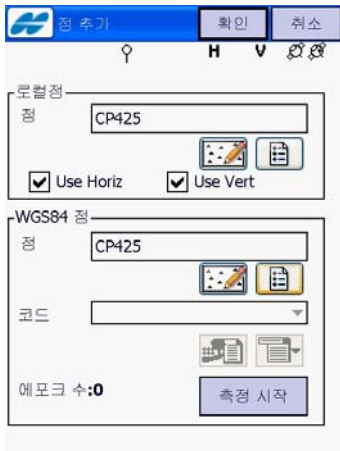 점 추가 확인 취소
H V
로컬점
점 CP425
Use Horiz Use Vert
WGS84 점
점 CP425
코드
에포크 수:0 측정 시작